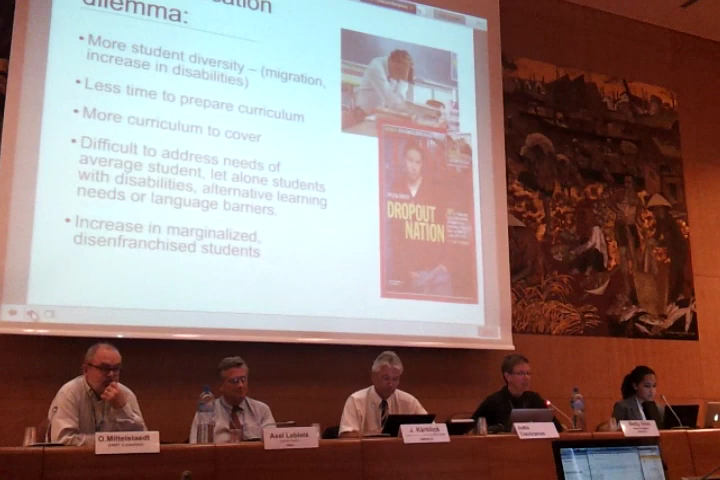 dilemma:
• More student diversity – (migration,
increase in disabilities)
• Less time to prepare curriculum
• More curriculum to cover
• Difficult to address needs of
average student, let alone students
with disabilities, alternative learning
needs or language barriers.
• Increase in marginalized,
disenfranchised students
DROPOUT
NATION
O.Mittelstaedt
Axel Leblois
J. Kärkliņš